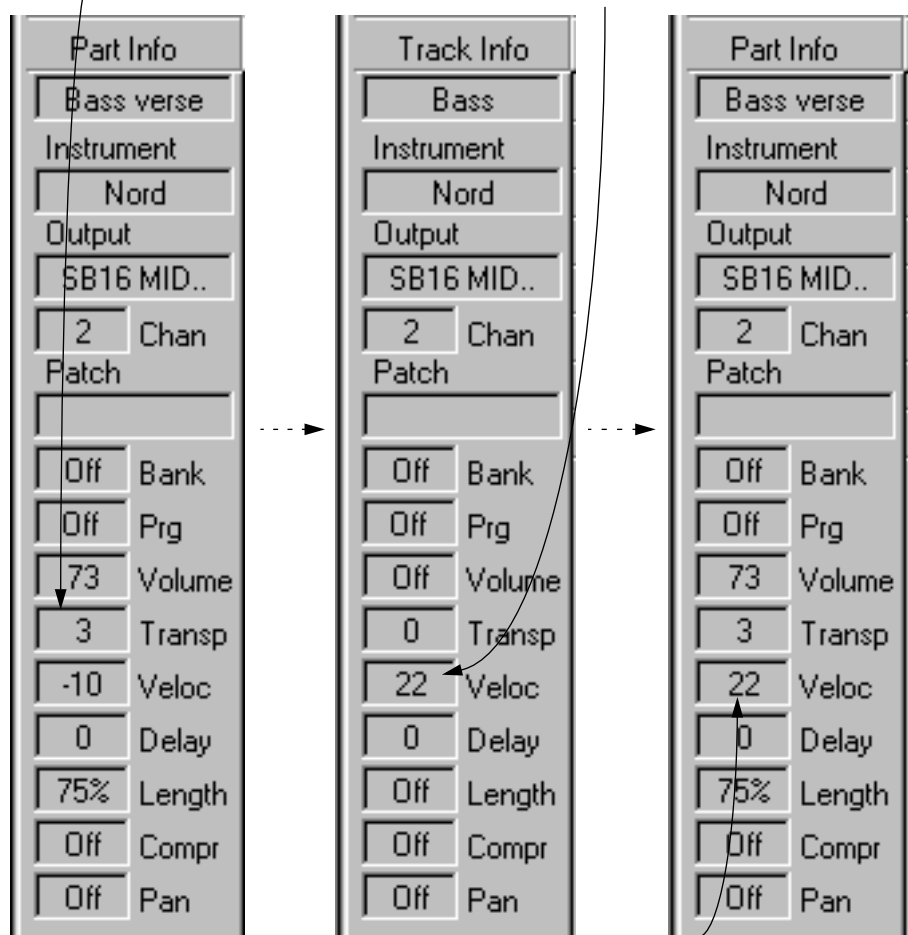 Part Info
Bass verse
Instrument
Nord
Output
SB16 MID..
2 Chan
Patch
Off Bank
Off Prg
73 Volume
3 Transp
-10 Veloc
0 Delay
75% Length
Off Compr
Off Pan
Track Info
Bass
Instrument
Nord
Output
SB16 MID..
2 Chan
Patch
Off Bank
Off Prg
Off Volume
0 Transp
22 Veloc
0 Delay
Off Length
Off Compr
Off Pan
Part Info
Bass verse
Instrument
Nord
Output
SB16 MID..
2 Chan
Patch
Off Bank
Off Prg
73 Volume
3 Transp
22 Veloc
0 Delay
75% Length
Off Compr
Off Pan